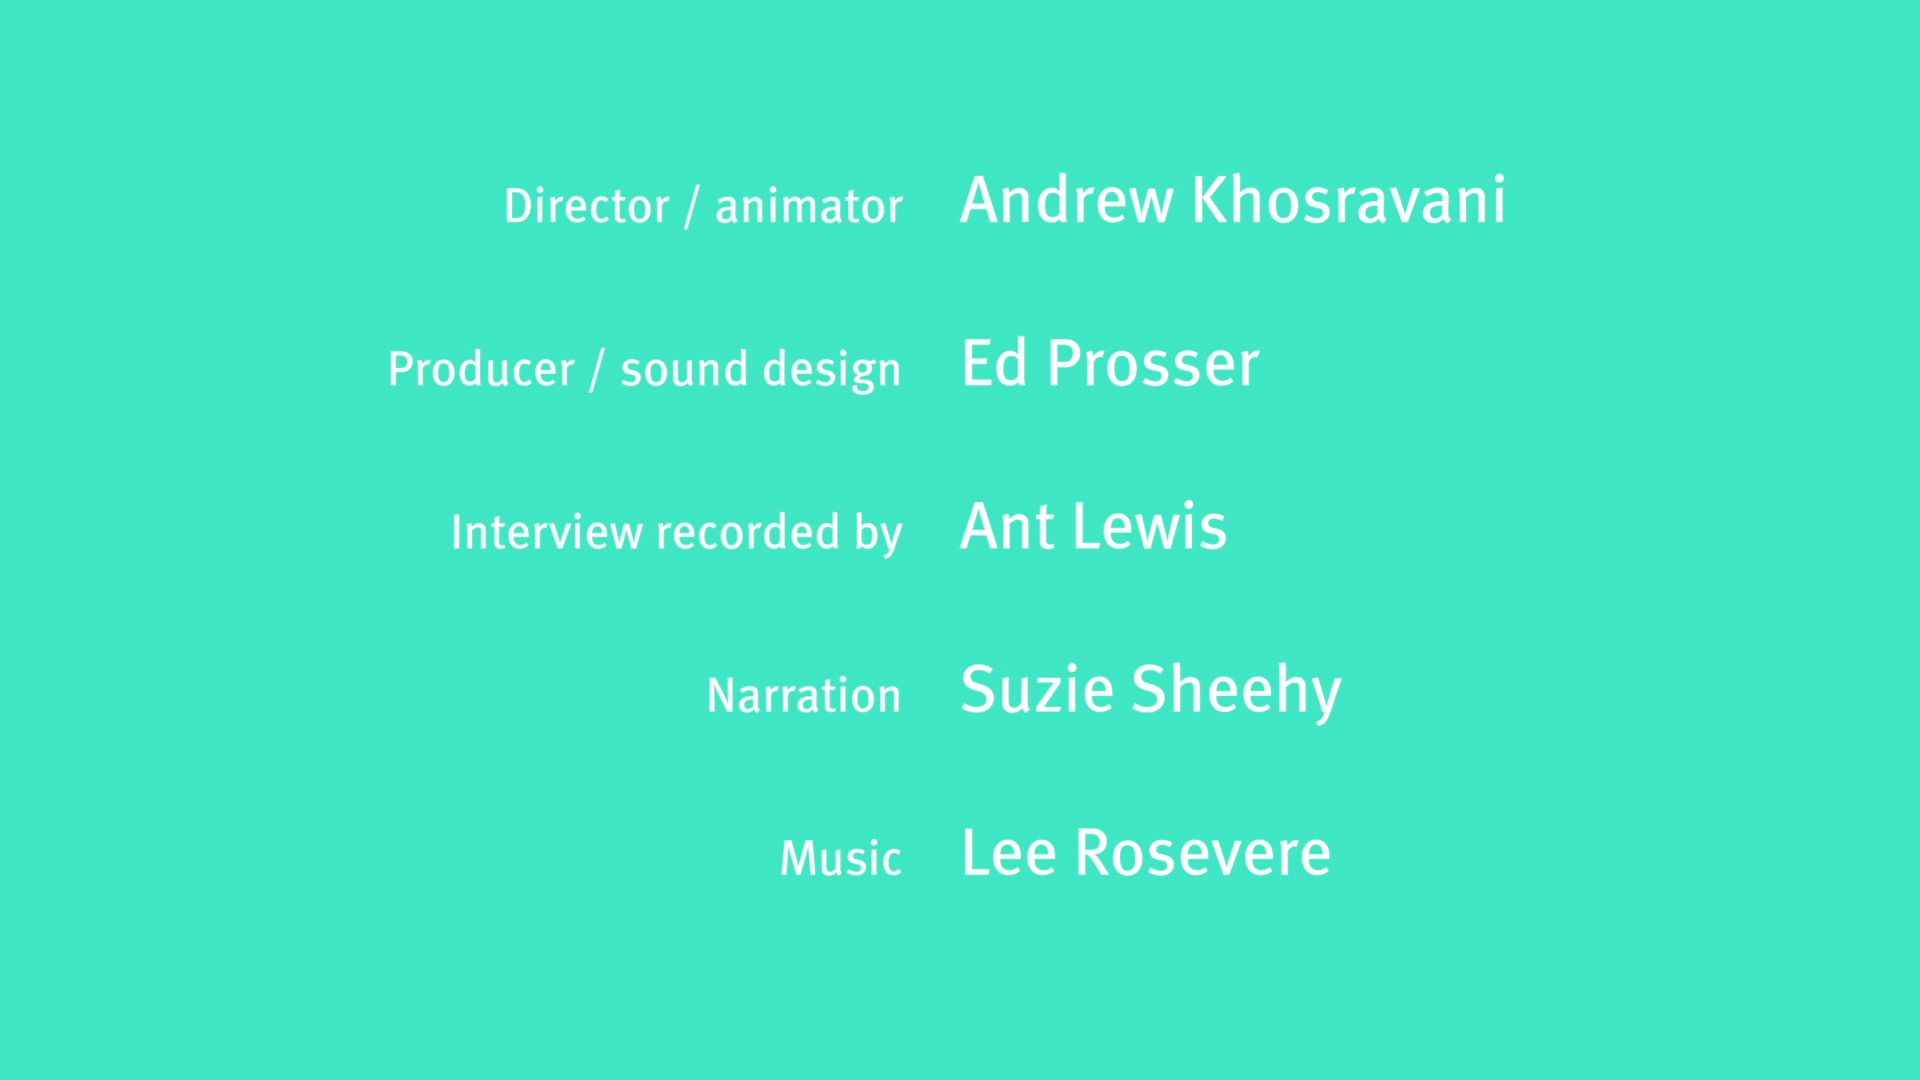 Director / animator Andrew Khosravani
Producer / sound design Ed Prosser
Interview recorded by Ant Lewis
Narration Suzie Sheehy
Music Lee Rosevere